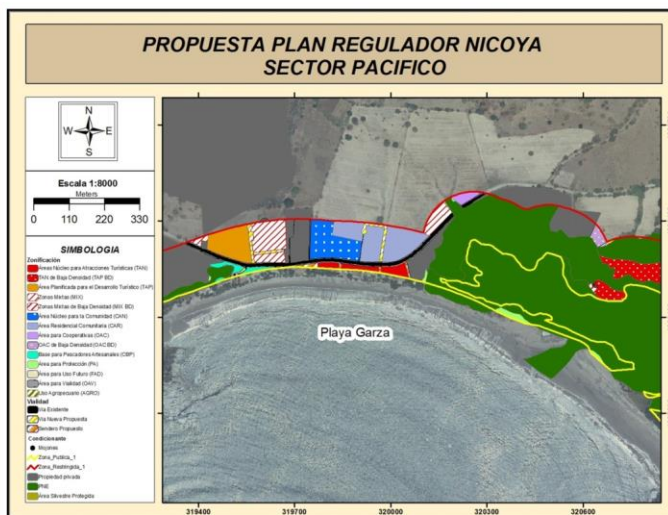 PROPUESTA PLAN REGULADOR NICOYA
SECTOR PACIFICO
N
W E
S
Escala 1:8000
Meters
0 110 220 330
SIMBOLOGIA
Zonificación
Áreas Núcleo para Atracciones Turísticas (TAN)
TAN de Baja Densidad (TAP BD)
Área Planificada para el Desarrollo Turístico (TAP)
Zonas Mixtas (MIX)
Zonas Mixtas de Baja Densidad (MIX BD)
Área Núcleo para la Comunidad (CAN)
Área Residencial Comunitaria (CAR)
Área para Cooperativas (CAC)
CAC de Baja Densidad (CAC BD)
Base para Pescadores Artesanales (CBP)
Área para Protección (PA)
Área para Uso Futuro (FAD)
Área para Vialidad (OAV)
Uso Agropecuario (AGRO)
Vialidad
Vía Existente
Vía Nueva Propuesta
Sendero Propuesto
Condicionante
Mojones
Zona_Publica_1
Zona_Restringida_1
Propiedad privada
PNE
Área Silvestre Protegida
Playa Garza
319400 319700 320000 320300 320600